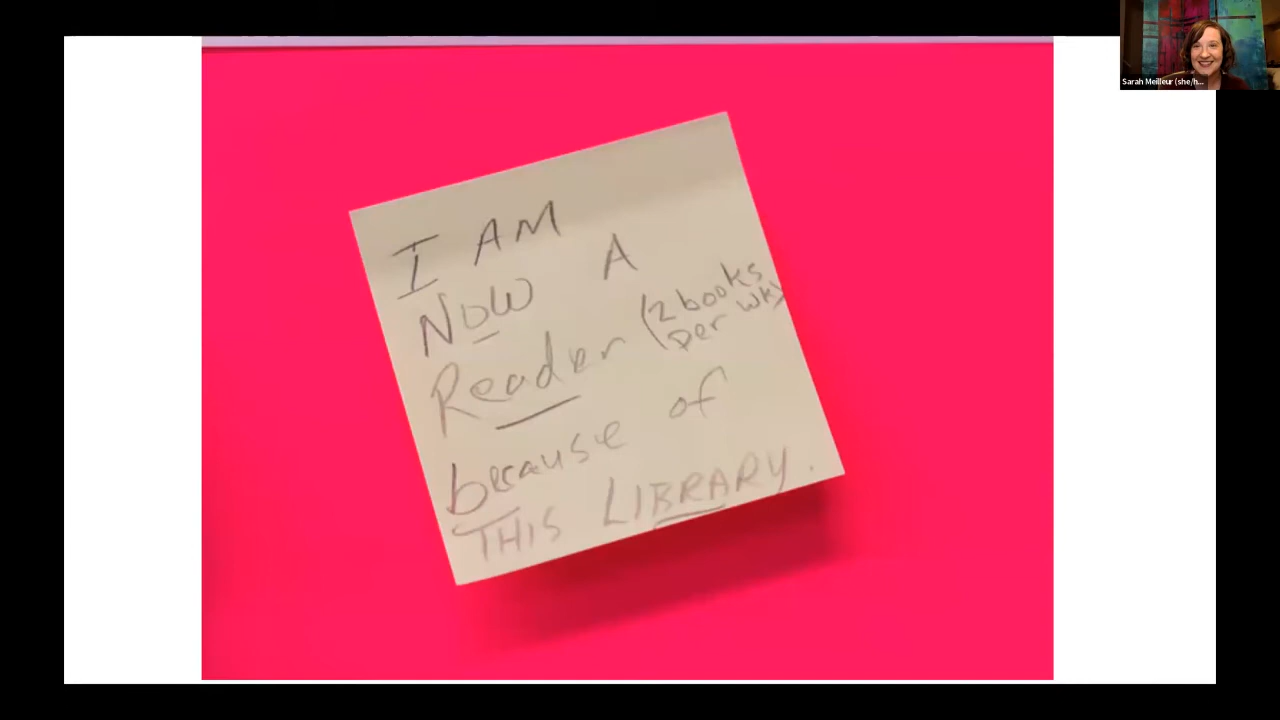 I AM
NOW A
Reader (2 books
per wk)
because of
THIS LIBRARY.
Sarah Meilleur (she/h...